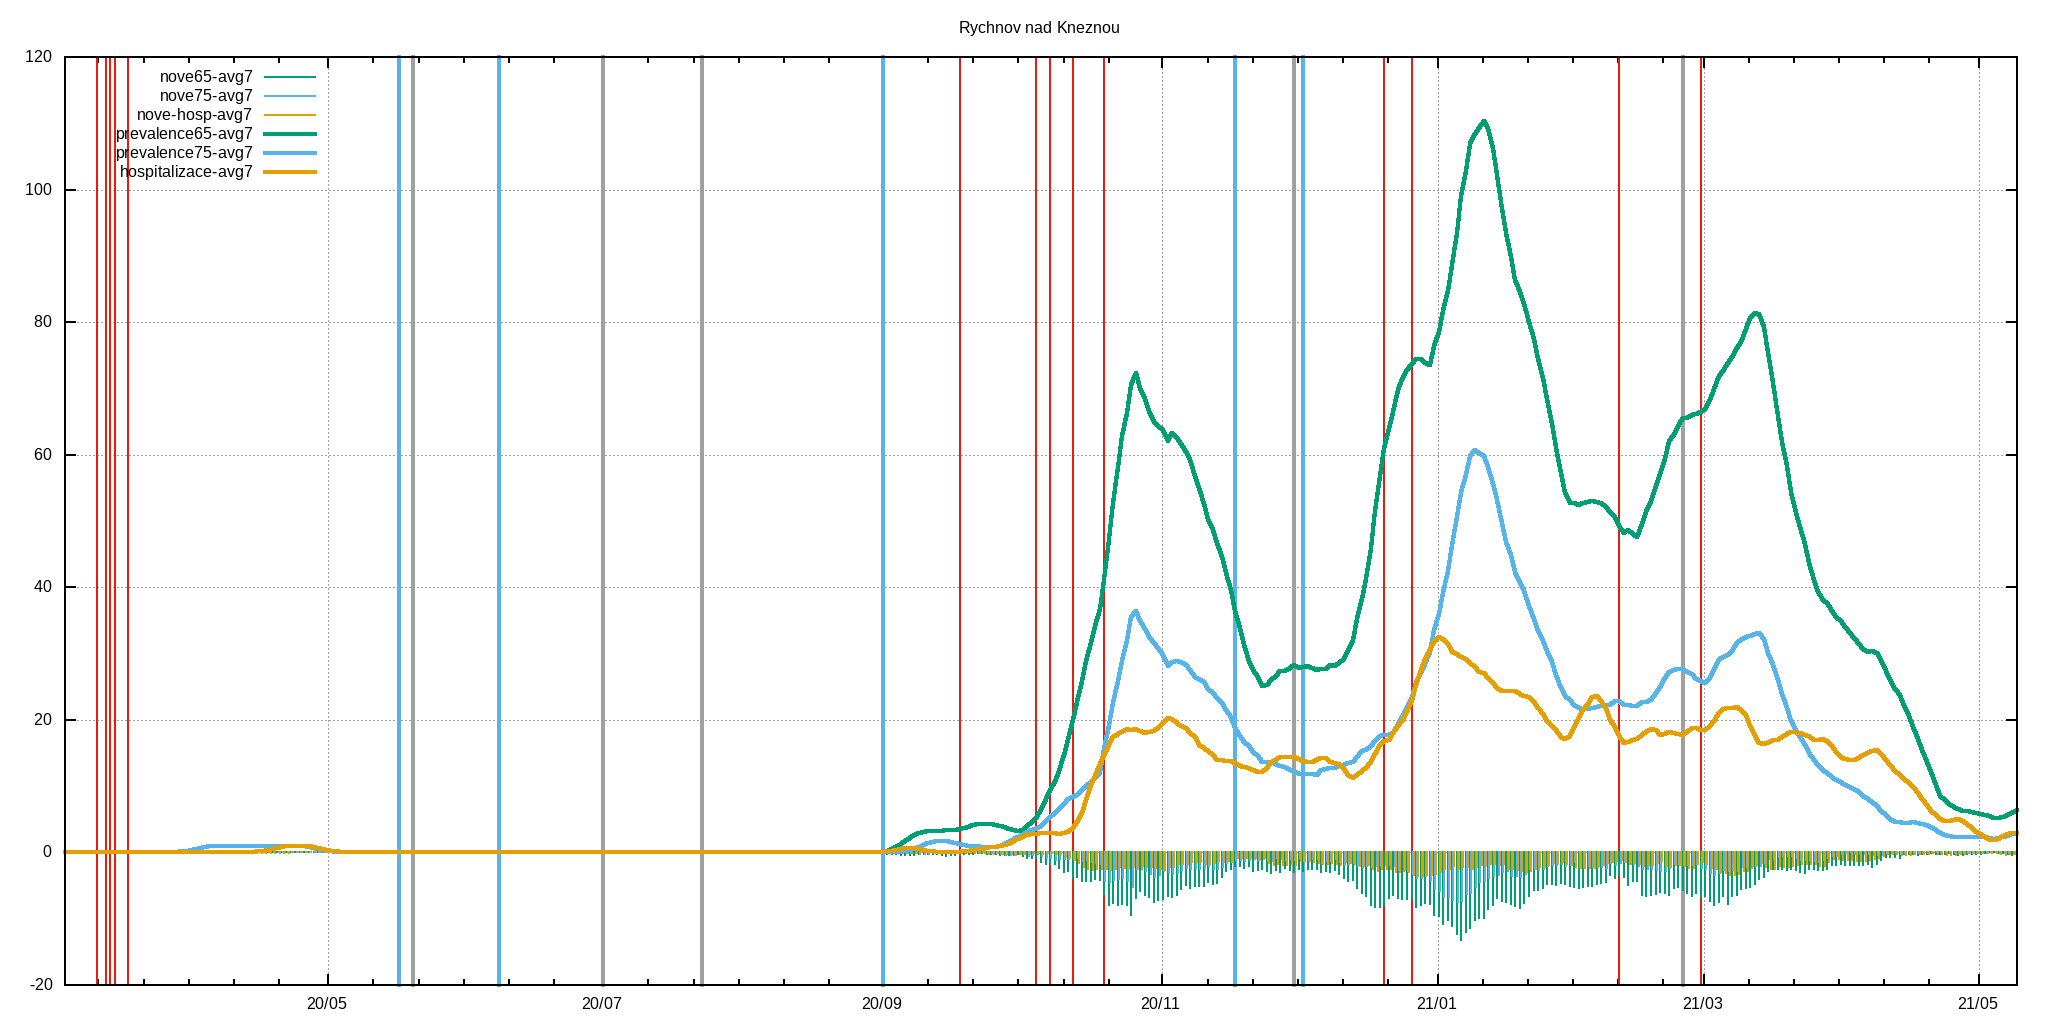 Rychnov nad Kneznou
120
100
80
60
40
20
0
-20
nove65-avg7
nove75-avg7
nove-hosp-avg7
prevalence65-avg7
prevalence75-avg7
hospitalizace-avg7
20/05
20/07
20/09
20/11
21/01
21/03
21/05